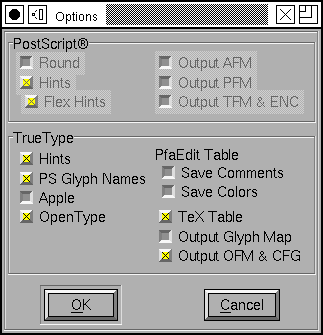 Options
PostScript®
Round
Hints
Flex Hints
Output AFM
Output PFM
Output TFM & ENC
TrueType
Hints
PS Glyph Names
Apple
OpenType
PfaEdit Table
Save Comments
Save Colors
TeX Table
Output Glyph Map
Output OFM & CFG
OK
Cancel